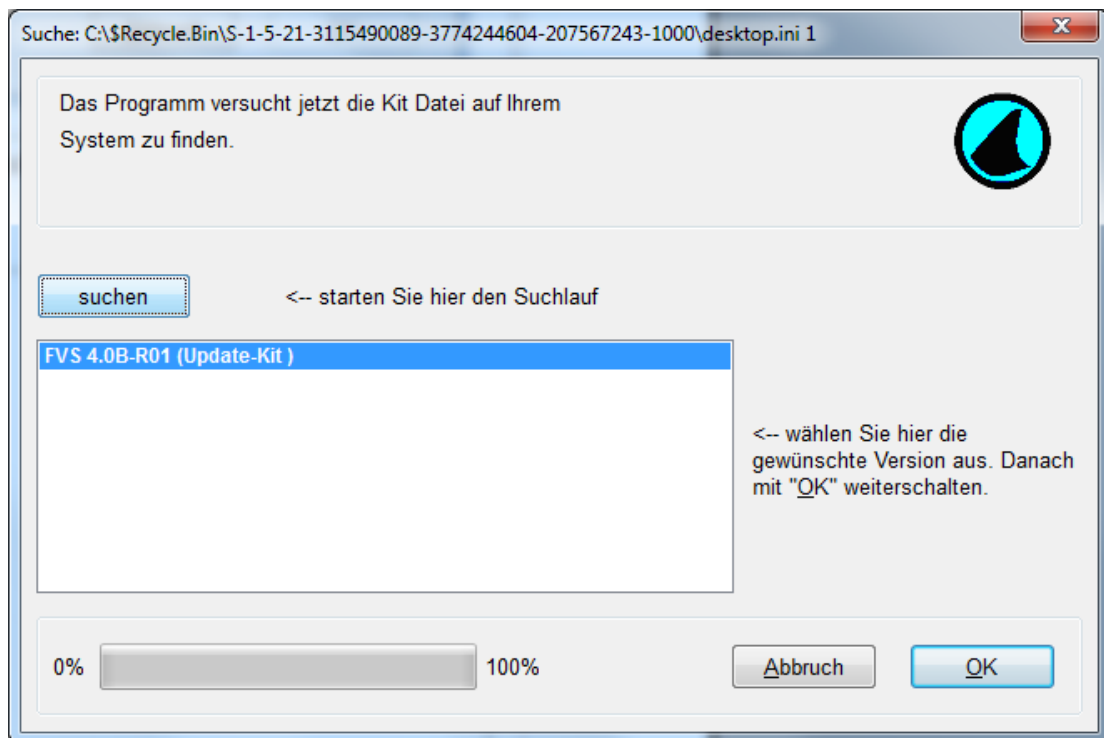 Suche: C:\$Recycle.Bin\S-1-5-21-3115490089-3774244604-207567243-1000\desktop.ini 1
Das Programm versucht jetzt die Kit Datei auf Ihrem
System zu finden.
suchen
<-- starten Sie hier den Suchlauf
FVS 4.0B-R01 (Update-Kit )
<-- wählen Sie hier die
gewünschte Version aus. Danach
mit "OK" weiterschalten.
0%
100%
Abbruch
OK